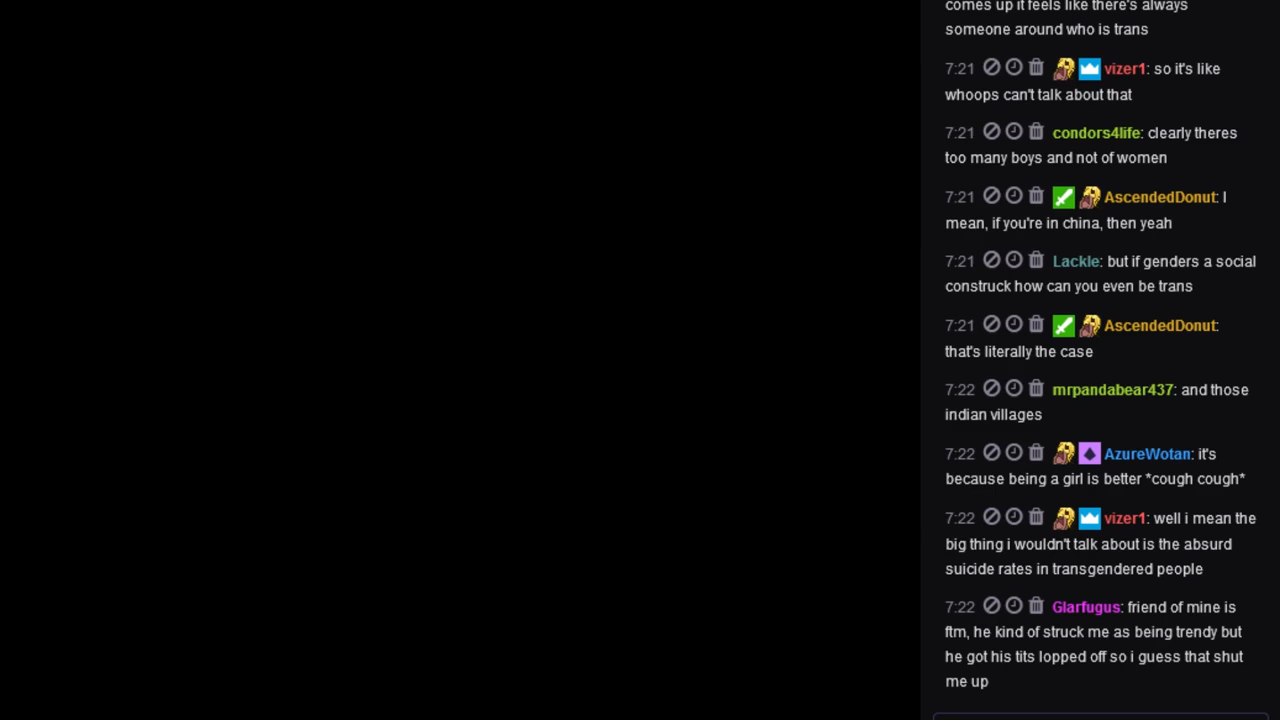 comes up it feels like there's always
someone around who is trans
7:21 vizer1: so it's like
whoops can't talk about that
7:21 condors4life: clearly theres
too many boys and not of women
7:21 AscendedDonut: I
mean, if you're in china, then yeah
7:21 Lackle: but if genders a social
construck how can you even be trans
7:21 AscendedDonut:
that's literally the case
7:22 mrpandabear437: and those
indian villages
7:22 AzureWotan: it's
because being a girl is better *cough cough*
7:22 vizer1: well i mean the
big thing i wouldn't talk about is the absurd
suicide rates in transgendered people
7:22 Glarfugus: friend of mine is
ftm, he kind of struck me as being trendy but
he got his tits lopped off so i guess that shut
me up